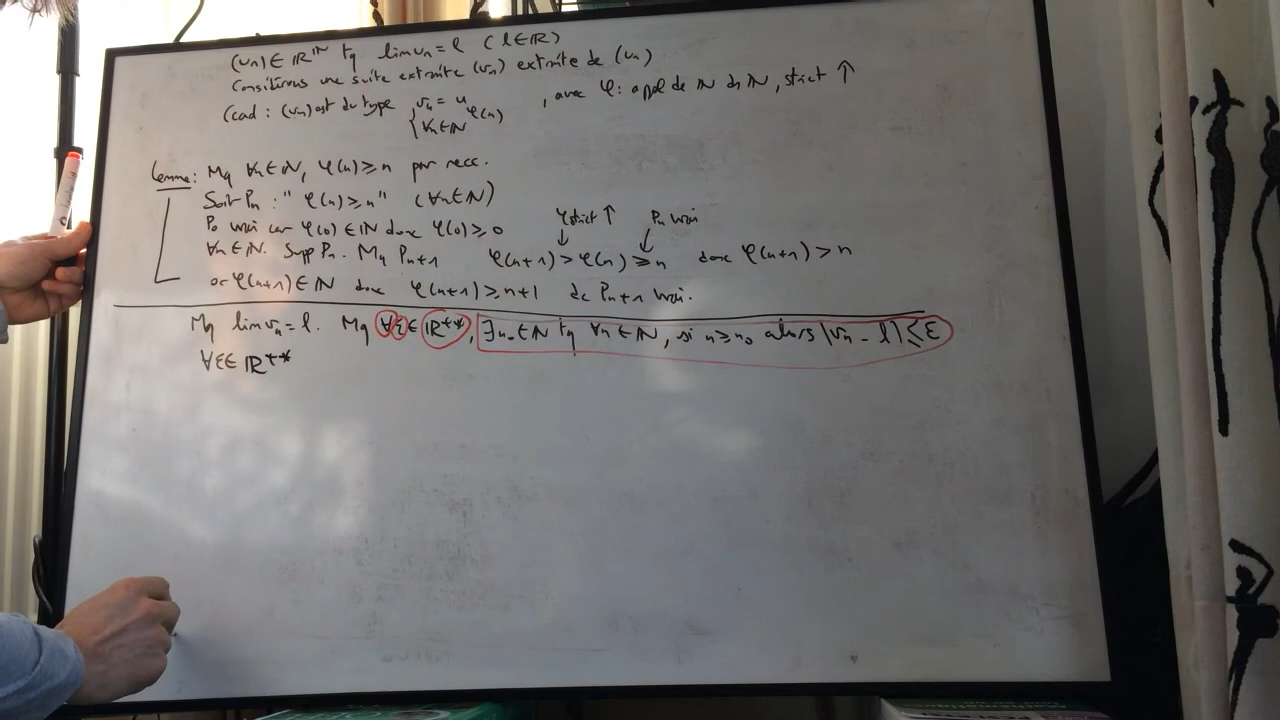 (un) ∈ ℝ^ℕ tq lim un = l (l ∈ ℝ)
Considérons une suite extraite (vn) extraite de (un)
(cad : (vn) est du type { vn = u_φ(n) , avec φ : appl de ℕ ds ℕ, strict ↑
∀n ∈ ℕ
Lemme : Mq ∀n ∈ ℕ, φ(n) ≥ n par recc.
Soit Pn : " φ(n) ≥ n" (∀n ∈ ℕ)
P0 vrai car φ(0) ∈ ℕ donc φ(0) ≥ 0
φ strict ↑ Pn vrai
∀n ∈ ℕ. Supp Pn. Mq Pn+1 φ(n+1) > φ(n) ≥ n donc φ(n+1) > n
or φ(n+1) ∈ ℕ donc φ(n+1) ≥ n+1 dc Pn+1 vrai.
Mq lim vn = l. Mq ∀ε ∈ ℝ+*, ∃n0 ∈ ℕ tq ∀n ∈ ℕ, si n ≥ n0 alors |vn - l| ≤ ε
∀ε ∈ ℝ+*